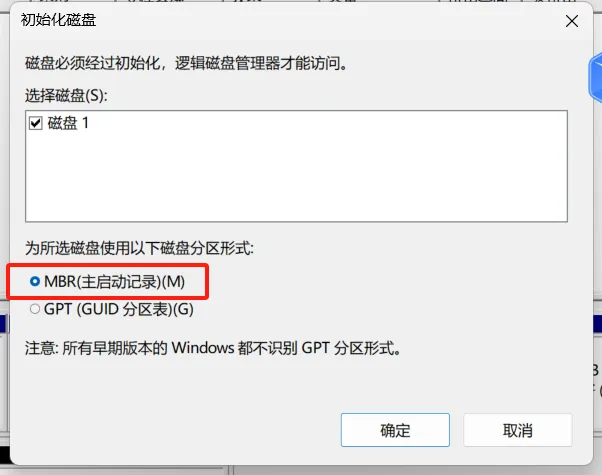 初始化磁盘
磁盘必须经过初始化，逻辑磁盘管理器才能访问。
选择磁盘(S):
磁盘 1
为所选磁盘使用以下磁盘分区形式:
MBR(主启动记录)(M)
GPT (GUID 分区表)(G)
注意: 所有早期版本的 Windows 都不识别 GPT 分区形式。
确定
取消